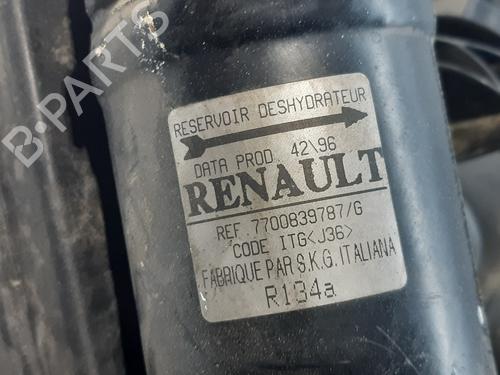 B-PARTS
RESERVOIR DESHYDRATEUR
DATA PROD 42\96
RENAULT
REF. 7700839787/G
CODE ITG<J36>
FABRIQUE PAR S.K.G. ITALIANA
R134a